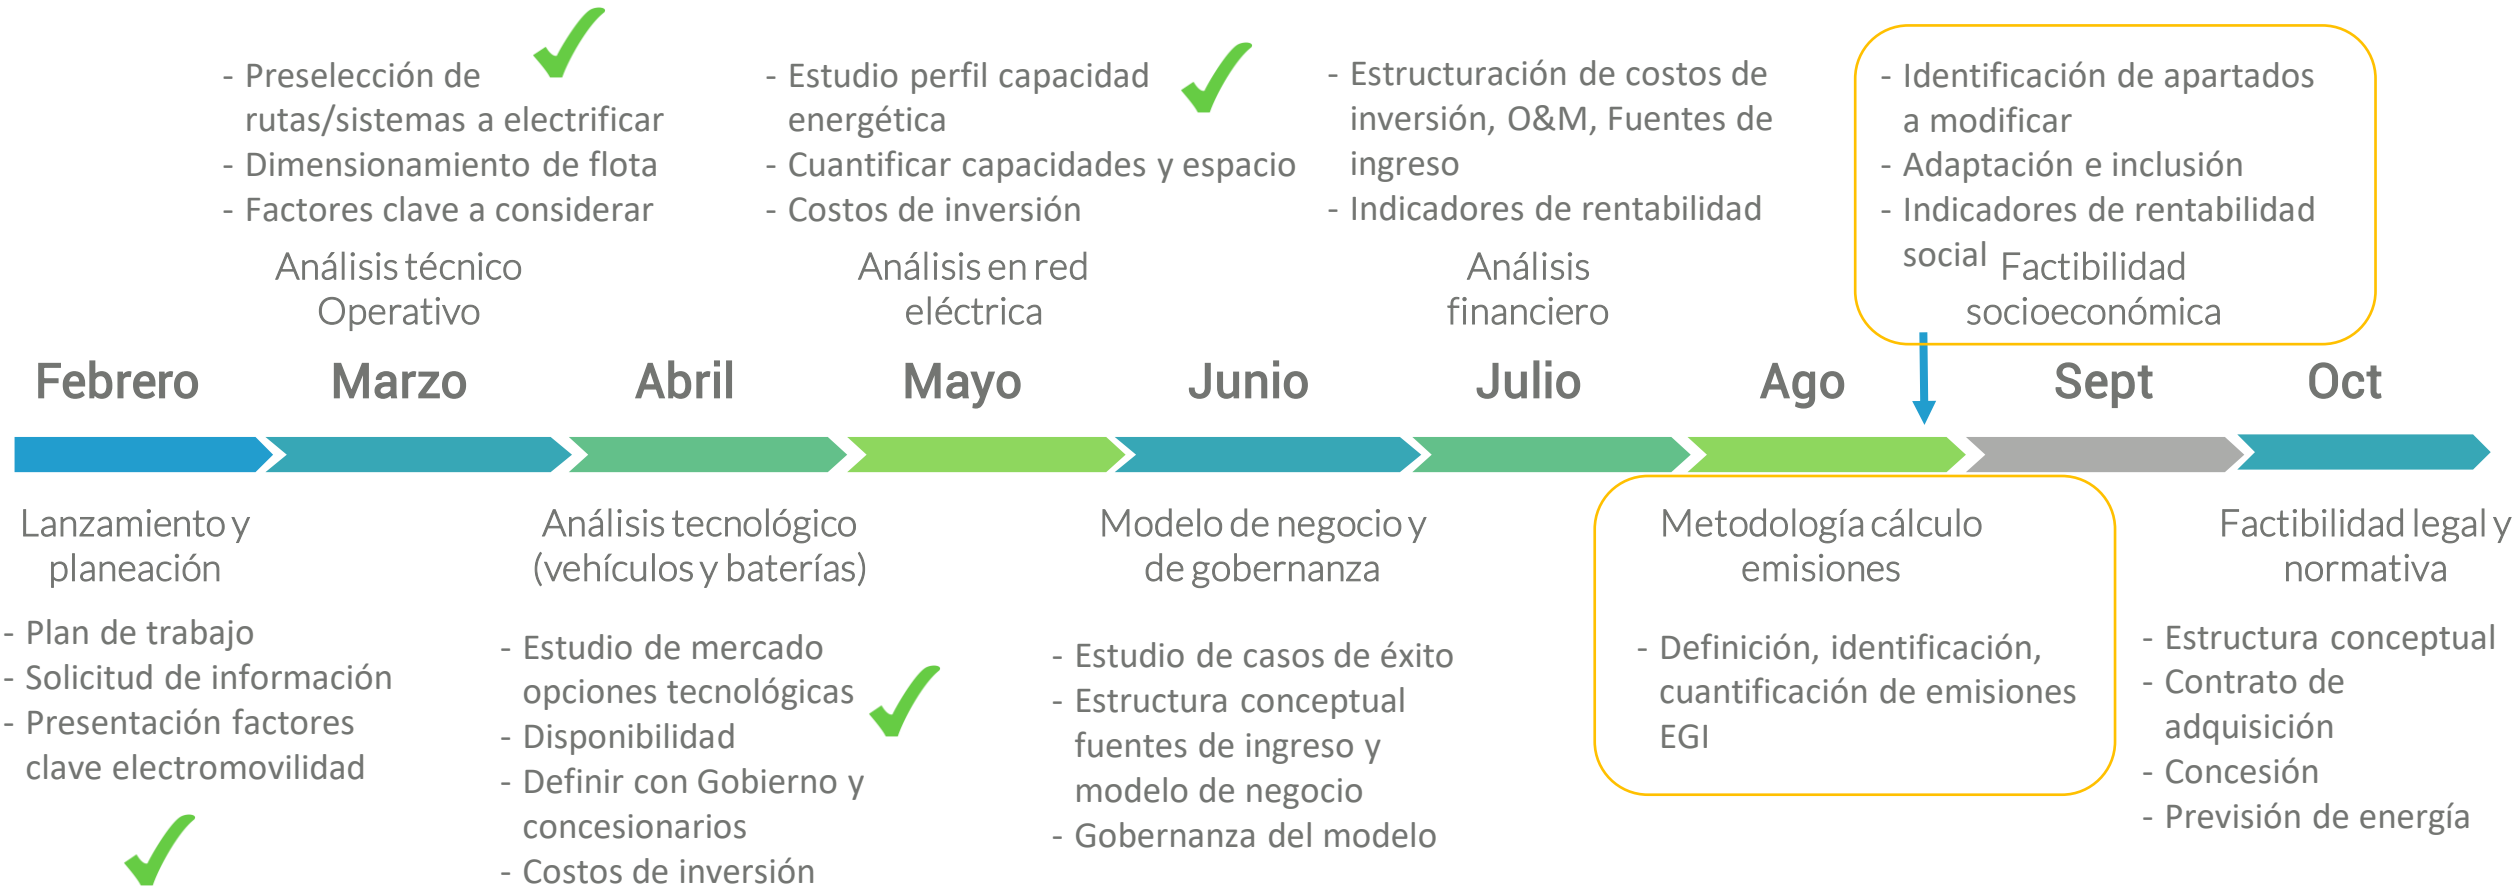 - Preselección de
rutas/sistemas a electrificar
- Dimensionamiento de flota
- Factores clave a considerar
Análisis técnico
Operativo
- Estudio perfil capacidad
energética
- Cuantificar capacidades y espacio
- Costos de inversión
Análisis en red
eléctrica
- Estructuración de costos de
inversión, O&M, Fuentes de
ingreso
- Indicadores de rentabilidad
Análisis
financiero
- Identificación de apartados
a modificar
- Adaptación e inclusión
- Indicadores de rentabilidad
social
Factibilidad
socioeconómica
Febrero
Marzo
Abril
Mayo
Junio
Julio
Ago
Sept
Oct
Lanzamiento y
planeación
- Plan de trabajo
- Solicitud de información
- Presentación factores
clave electromovilidad
Análisis tecnológico
(vehículos y baterías)
- Estudio de mercado
opciones tecnológicas
- Disponibilidad
- Definir con Gobierno y
concesionarios
- Costos de inversión
Modelo de negocio y
de gobernanza
- Estudio de casos de éxito
- Estructura conceptual
fuentes de ingreso y
modelo de negocio
- Gobernanza del modelo
Metodología cálculo
emisiones
- Definición, identificación,
cuantificación de emisiones
EGI
Factibilidad legal y
normativa
- Estructura conceptual
- Contrato de
adquisición
- Concesión
- Previsión de energía